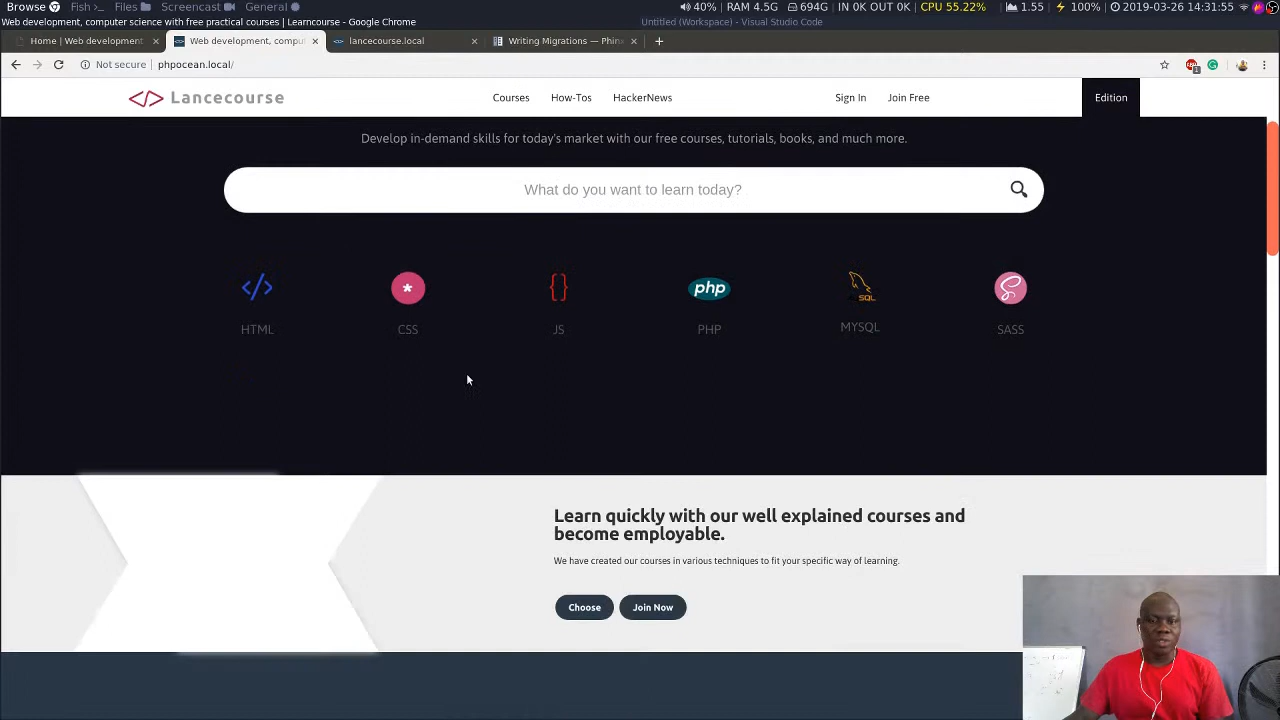 Browse Fish Files Screencast General 40% RAM 4.5G 694G IN 0K OUT 0K CPU 55.22% 1.55 100% 2019-03-26 14:31:55
Web development, computer science with free practical courses | Learncourse - Google Chrome Untitled (Workspace) - Visual Studio Code
Home | Web development Web development, compu lancecourse.local Writing Migrations — Phin
Not secure phpocean.local/
</> Lancecourse Courses How-Tos HackerNews Sign In Join Free Edition
Develop in-demand skills for today's market with our free courses, tutorials, books, and much more.
What do you want to learn today?
</> * {} php SQL S
HTML CSS JS PHP MYSQL SASS
Learn quickly with our well explained courses and
become employable.
We have created our courses in various techniques to fit your specific way of learning.
Choose Join Now